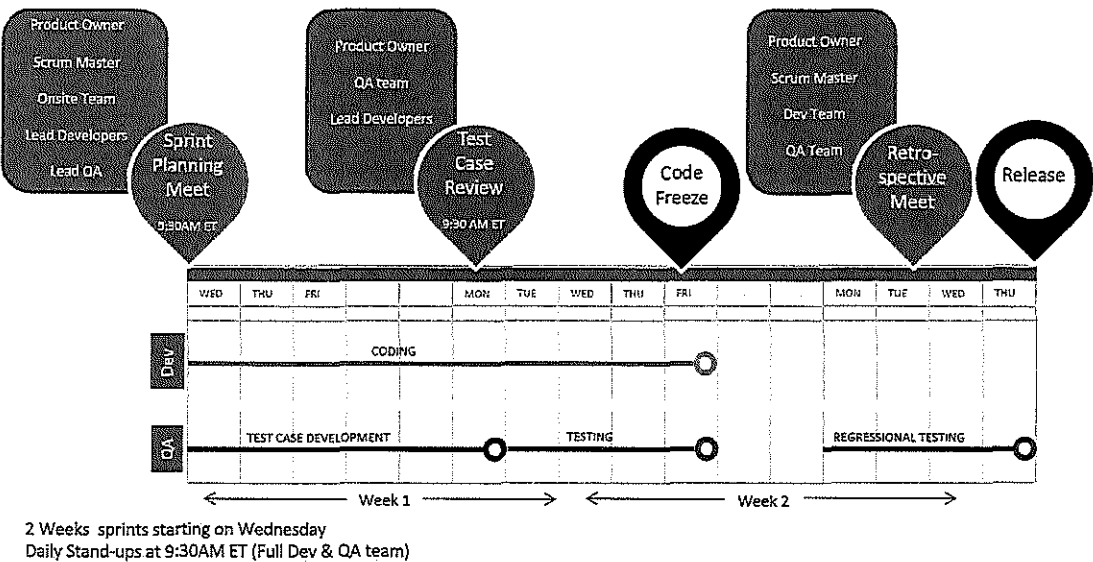 Product Owner
Scrum Master
Onsite Team
Lead Developers
Lead QA
Sprint
Planning
Meet
9:30AM ET
Product Owner
QA team
Lead Developers
Test
Case
Review
9:30 AM ET
Code
Freeze
Product Owner
Scrum Master
Dev Team
QA Team
Retro-
spective
Meet
Release
WED THU FRI MON TUE WED THU FRI MON TUE WED THU
Dev
CODING
QA
TEST CASE DEVELOPMENT TESTING REGRESSIONAL TESTING
Week 1 Week 2
2 Weeks sprints starting on Wednesday
Daily Stand-ups at 9:30AM ET (Full Dev & QA team)